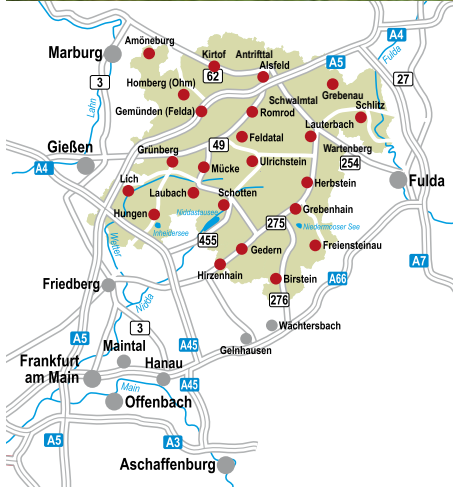 Amöneburg
A4
Marburg
Kirtof
Antrifttal
Fulda
Alsfeld
A5
62
3
27
Homberg (Ohm)
Grebenau
Schwalmtal
Schlitz
Lahn
Gemünden (Felda)
Romrod
Lauterbach
Feldatal
49
Wartenberg
Gießen
Grünberg
Ulrichstein
254
A4
Mücke
Lich
Herbstein
Fulda
Laubach
Schotten
Hungen
Niddastausee
Grebenhain
275
Niedermooser See
Inheidersee
Wetter
455
Gedern
Freiensteinau
A7
Hirzenhain
Friedberg
Birstein
A66
Nidda
276
3
Wächtersbach
A5
Maintal
A45
Gelnhausen
Frankfurt
am Main
Hanau
A45
Main
Offenbach
A5
A3
Aschaffenburg